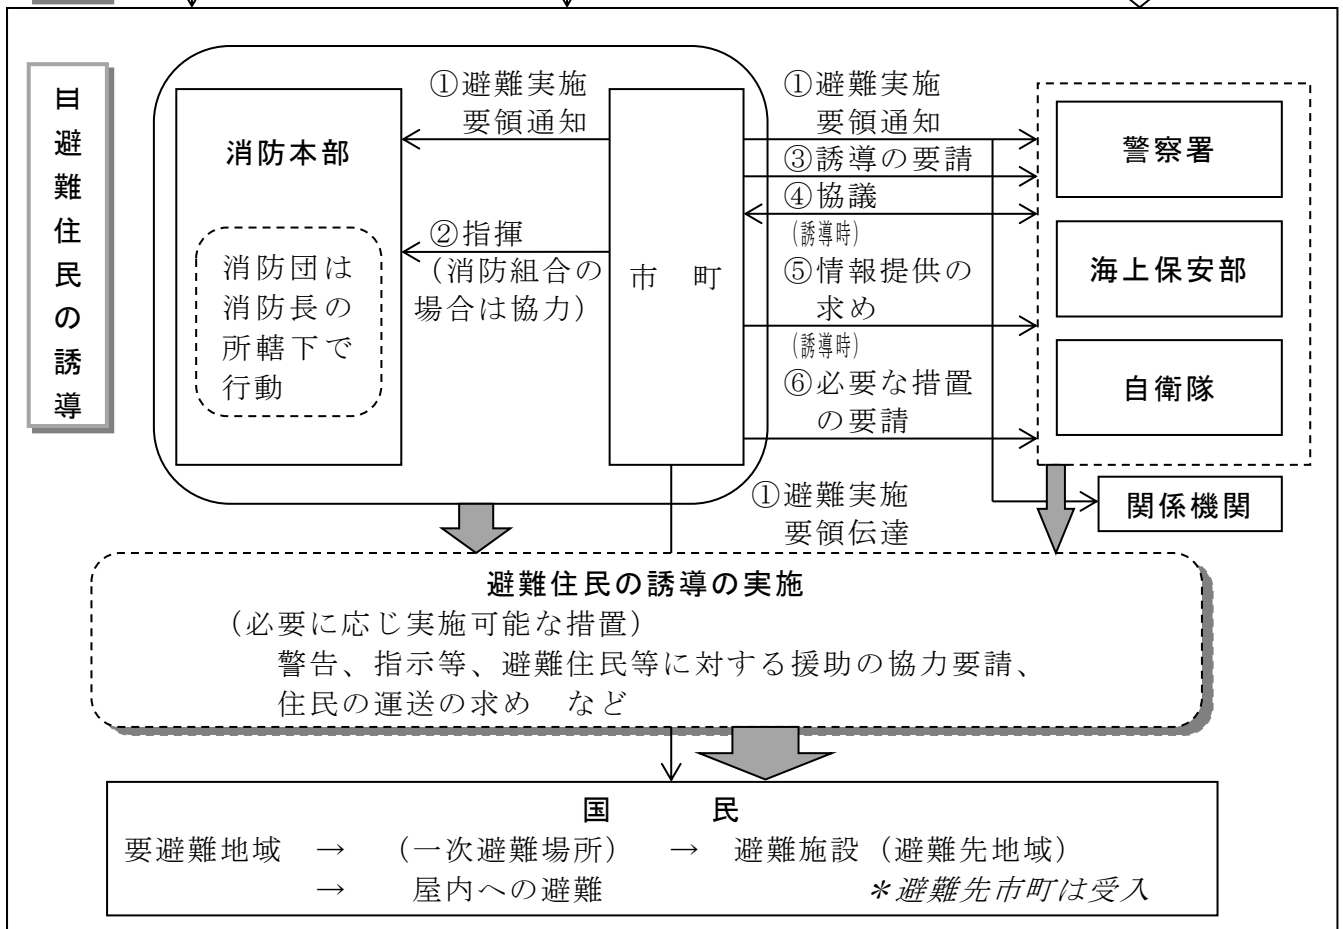 目避難住民の誘導
消防本部
消防団は
消防長の
所轄下で
行動
①避難実施
要領通知
②指揮
（消防組合の
場合は協力）
市　町
①避難実施
要領通知
③誘導の要請
④協議
(誘導時)
⑤情報提供の
求め
(誘導時)
⑥必要な措置
の要請
警察署
海上保安部
自衛隊
関係機関
①避難実施
要領伝達
避難住民の誘導の実施
（必要に応じ実施可能な措置）
警告、指示等、避難住民等に対する援助の協力要請、
住民の運送の求め　など
国　　　民
要避難地域　→　（一次避難場所）　→　避難施設（避難先地域）
→　屋内への避難　　　　＊避難先市町は受入